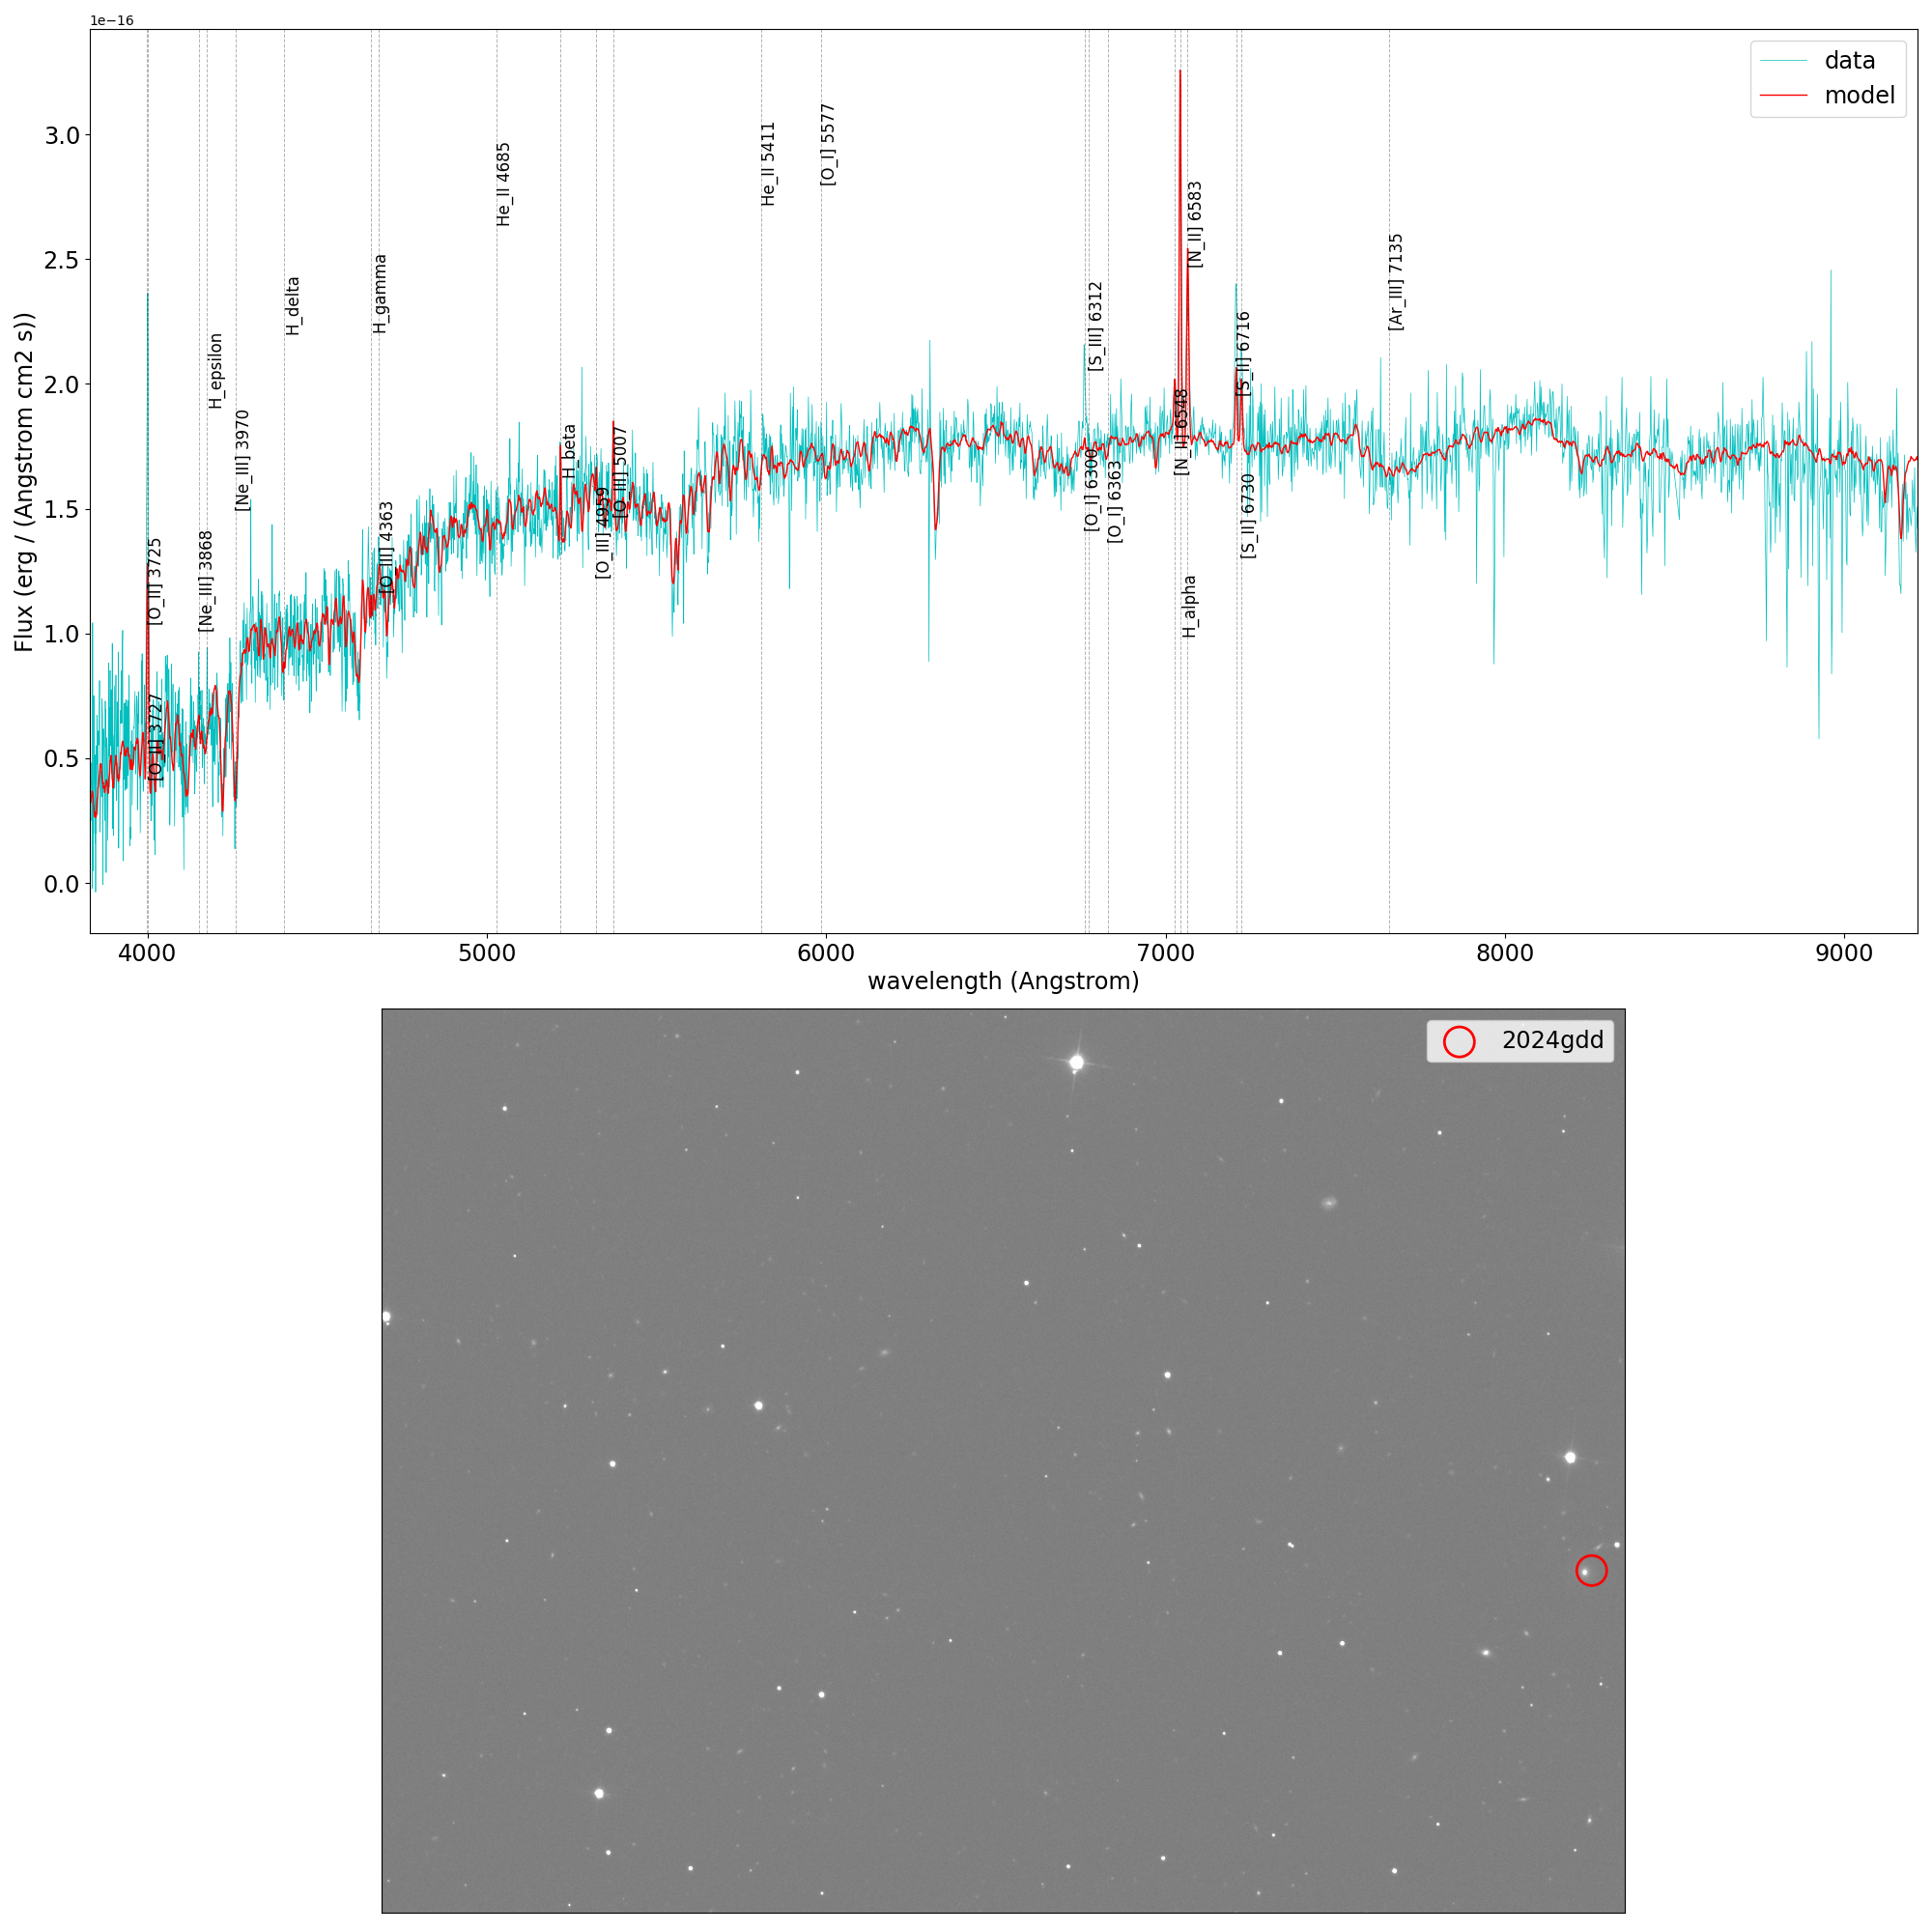 1e−16
data
model
3.0
2.5
2.0
1.5
1.0
0.5
0.0
Flux (erg / (Angstrom cm2 s))
[O_II] 3725
[O_II] 3727
[Ne_III] 3868
H_epsilon
[Ne_III] 3970
H_delta
H_gamma
[O_III] 4363
He_II 4685
H_beta
[O_III] 4959
[O_III] 5007
He_II 5411
[O_I] 5577
[O_I] 6300
[S_III] 6312
[O_I] 6363
[N_II] 6548
H_alpha
[N_II] 6583
[S_II] 6716
[S_II] 6730
[Ar_III] 7135
4000
5000
6000
7000
8000
9000
wavelength (Angstrom)
2024gdd